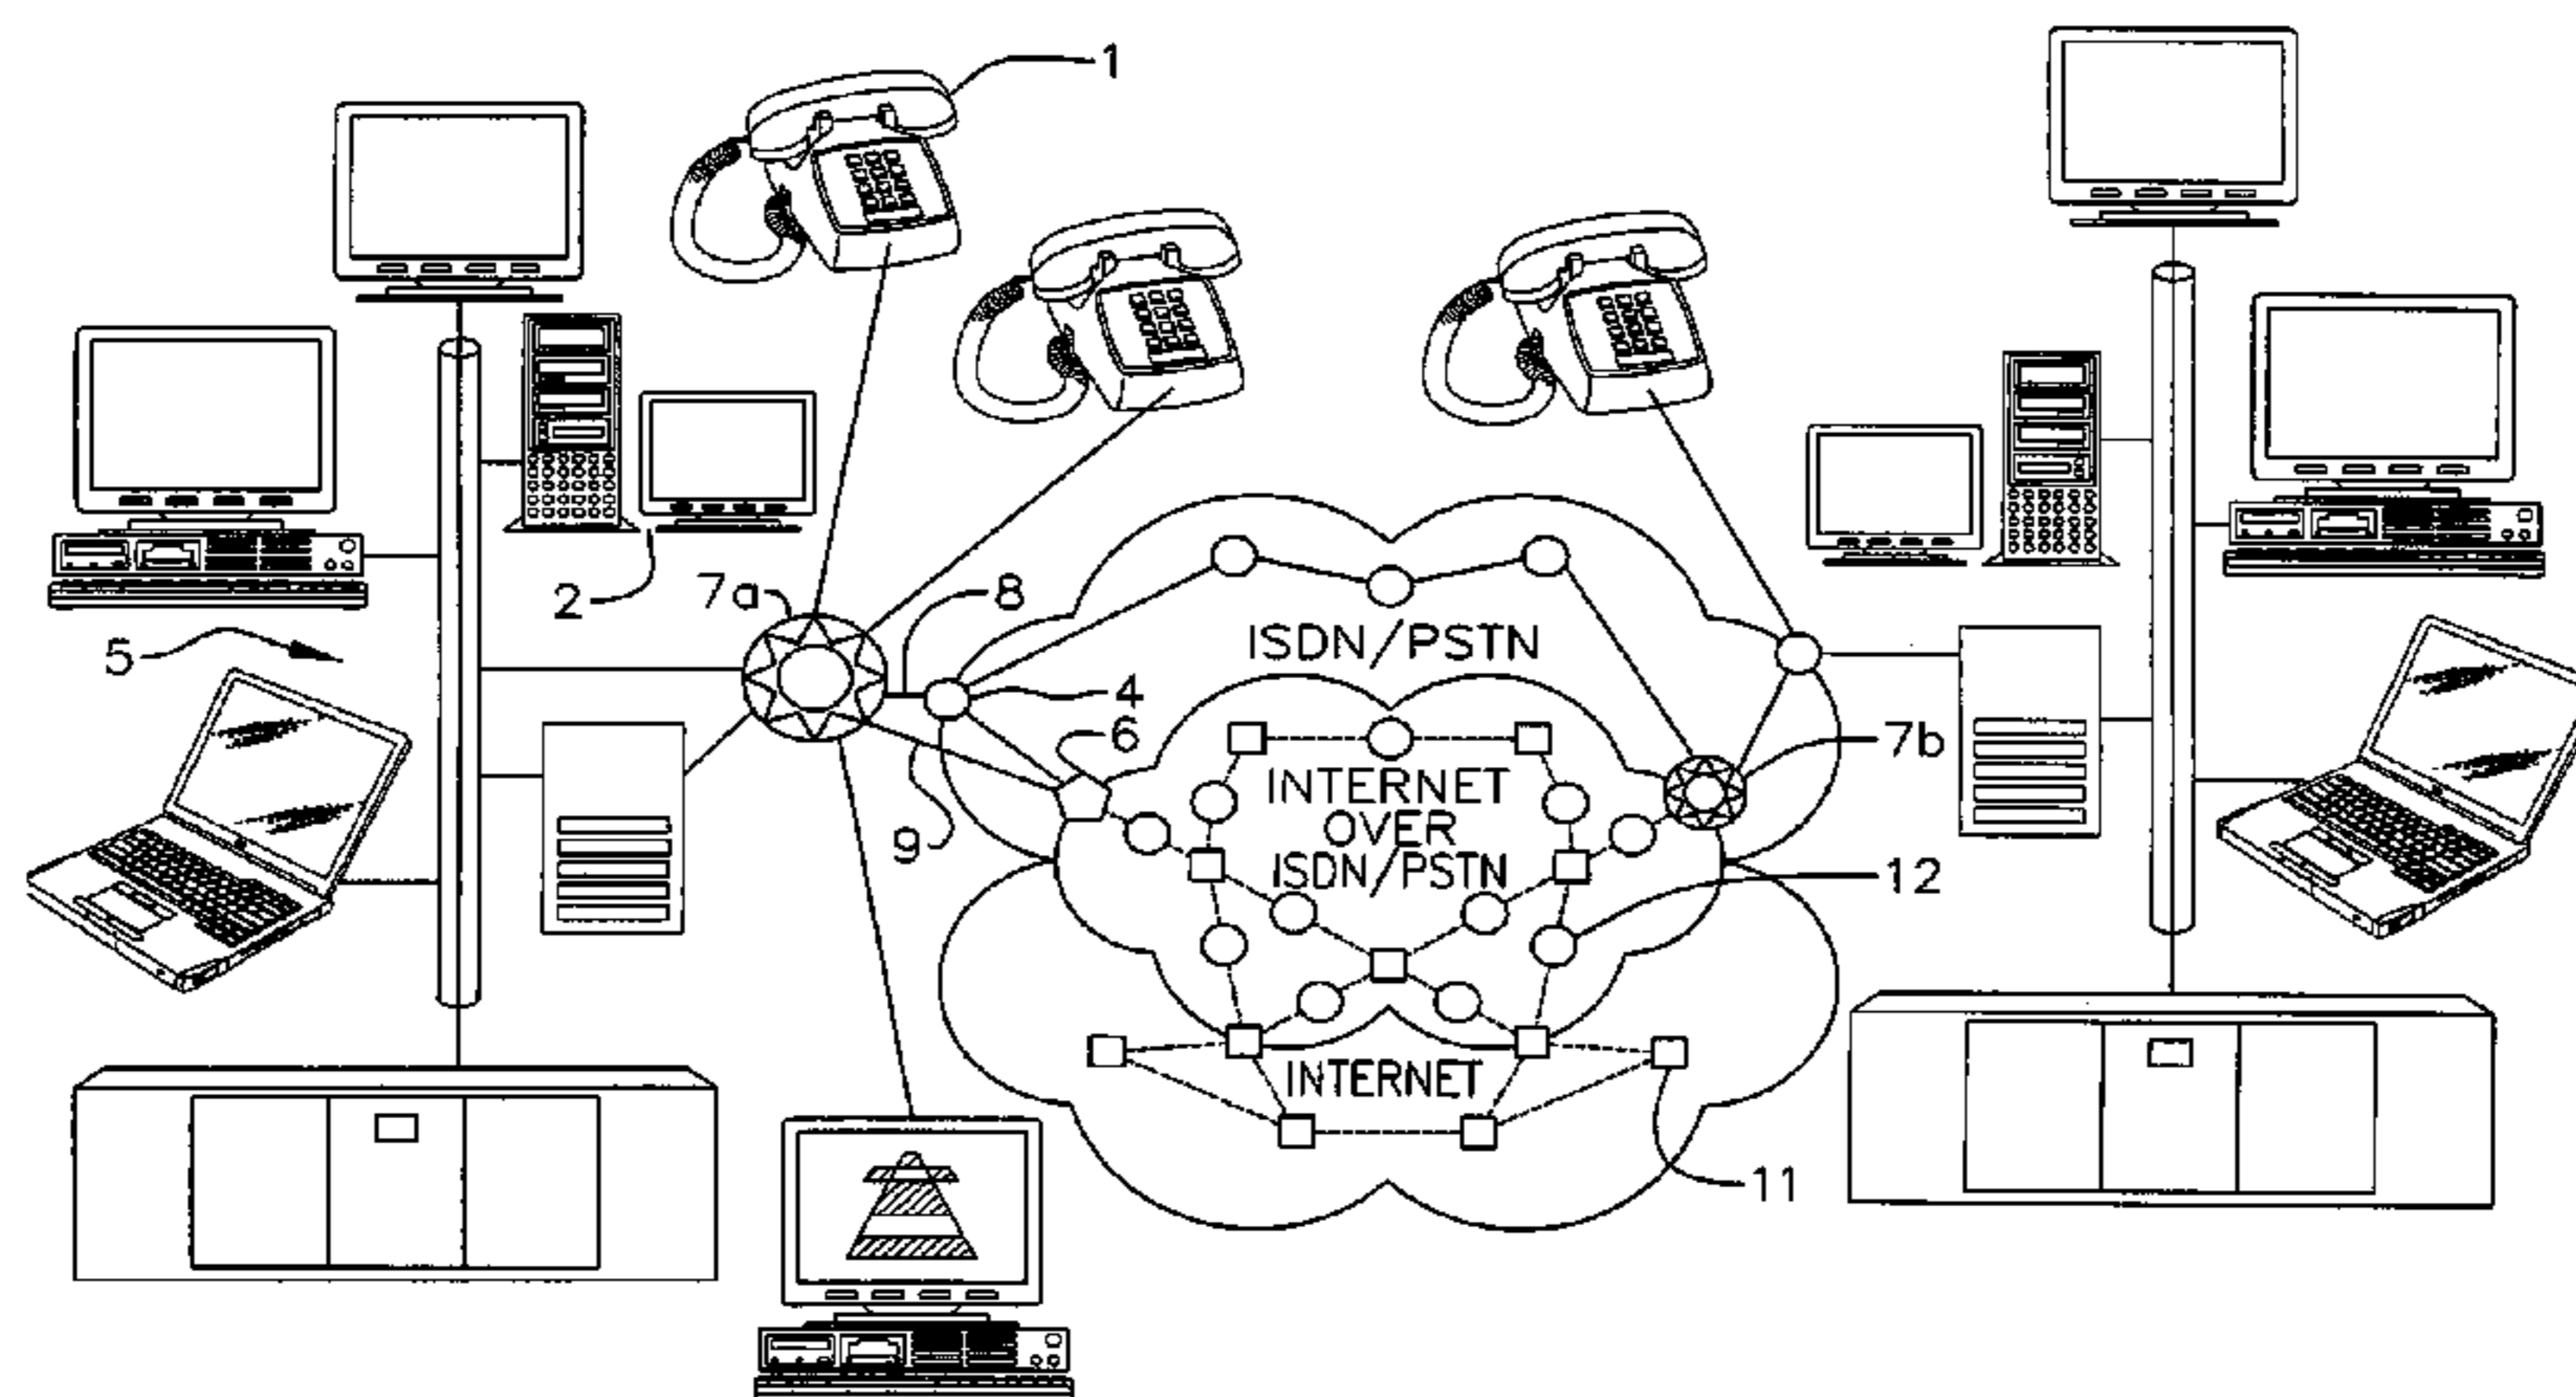 1
2
7a
8
ISDN/PSTN
5
4
6
7b
INTERNET
OVER
ISDN/PSTN
9
12
INTERNET
11